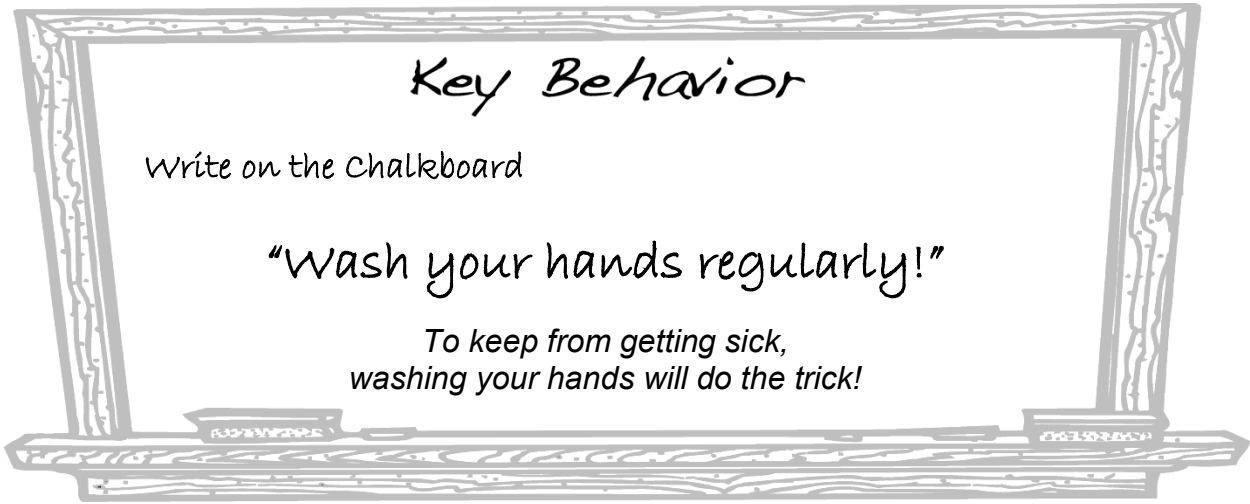 Key Behavior
Write on the Chalkboard
“Wash your hands regularly!”
To keep from getting sick,
washing your hands will do the trick!